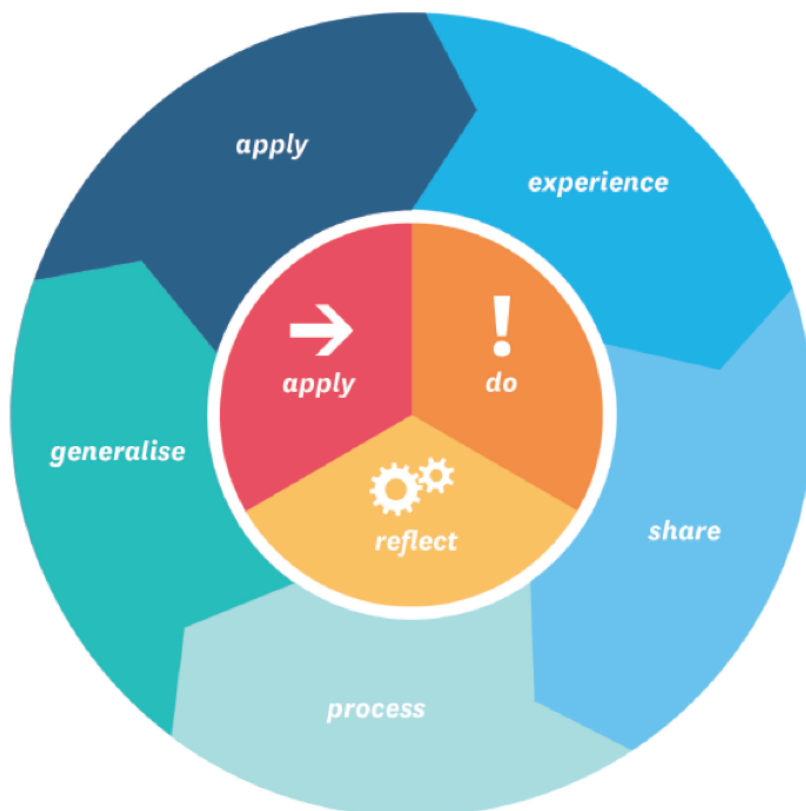 apply
experience
!
apply
do
generalise
reflect
share
process